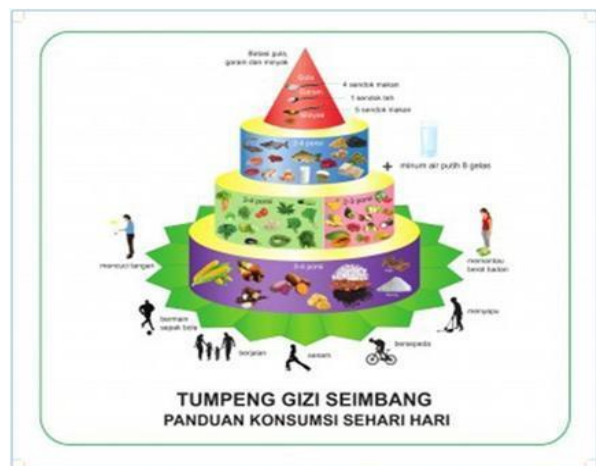 Batasi gula,
garam dan minyak
Gula
Garam
Minyak
4 sendok makan
1 sendok teh
5 sendok makan
2-4 porsi
+ minum air putih 8 gelas
3-4 porsi
2-3 porsi
3-4 porsi
mencuci tangan
memantau
berat badan
bermain
sepak bola
berjalan
senam
bersepeda
menyapu
TUMPENG GIZI SEIMBANG
PANDUAN KONSUMSI SEHARI HARI